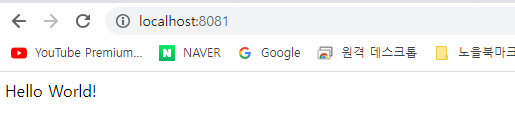 localhost:8081
YouTube Premium... N NAVER G Google 원격 데스크톱 노을북마크
Hello World!